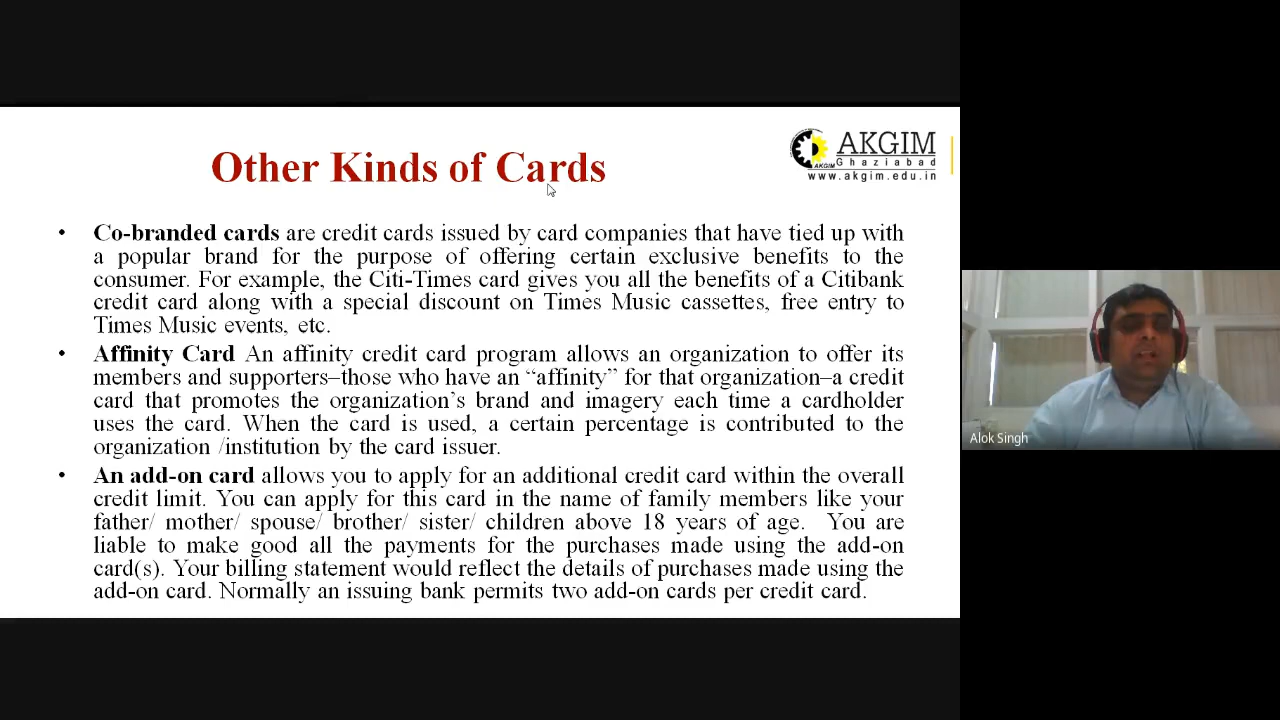 Other Kinds of Cards
AKGIM
AKGIM
Ghaziabad
www.akgim.edu.in
• Co-branded cards are credit cards issued by card companies that have tied up with
a popular brand for the purpose of offering certain exclusive benefits to the
consumer. For example, the Citi-Times card gives you all the benefits of a Citibank
credit card along with a special discount on Times Music cassettes, free entry to
Times Music events, etc.
• Affinity Card An affinity credit card program allows an organization to offer its
members and supporters–those who have an “affinity” for that organization–a credit
card that promotes the organization’s brand and imagery each time a cardholder
uses the card. When the card is used, a certain percentage is contributed to the
organization /institution by the card issuer.
• An add-on card allows you to apply for an additional credit card within the overall
credit limit. You can apply for this card in the name of family members like your
father/ mother/ spouse/ brother/ sister/ children above 18 years of age. You are
liable to make good all the payments for the purchases made using the add-on
card(s). Your billing statement would reflect the details of purchases made using the
add-on card. Normally an issuing bank permits two add-on cards per credit card.
Alok Singh